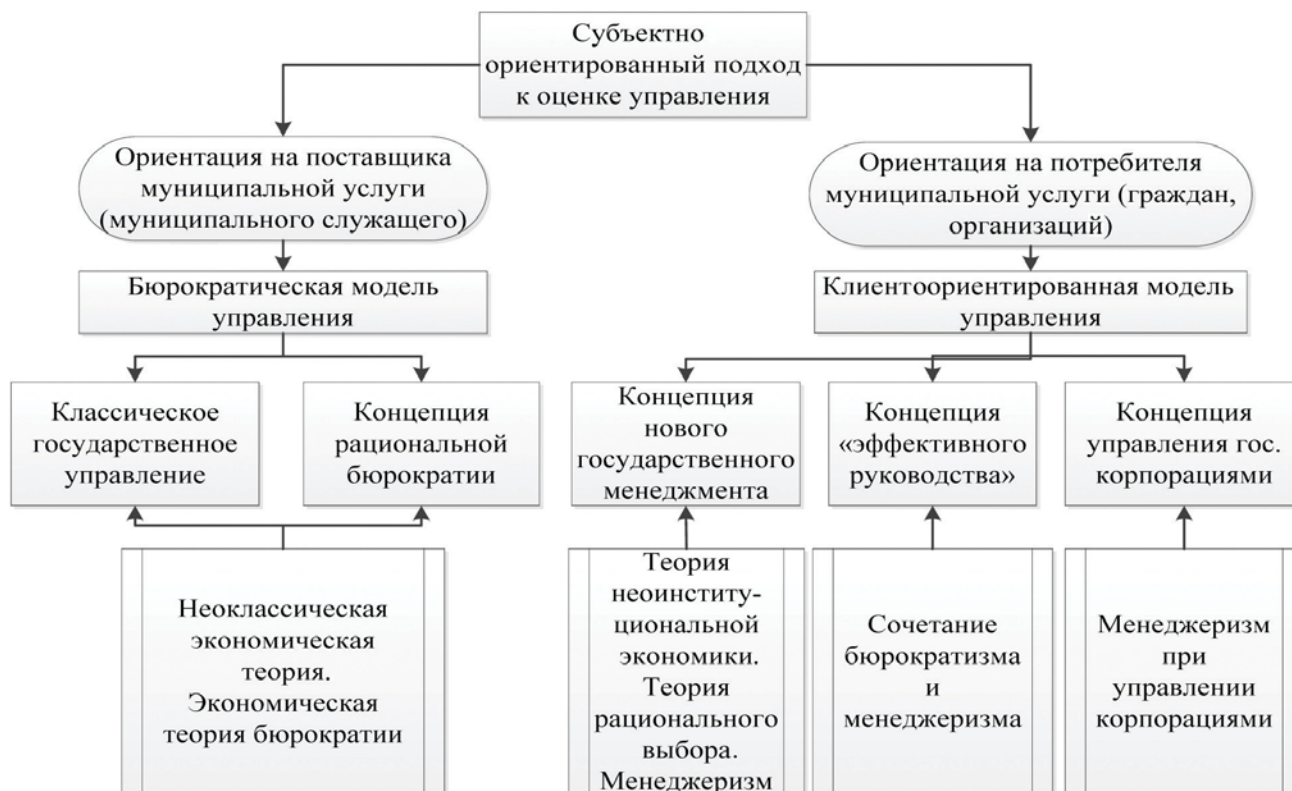 Субъектно
ориентированный подход
к оценке управления
Ориентация на поставщика
муниципальной услуги
(муниципального служащего)
Ориентация на потребителя
муниципальной услуги (граждан,
организаций)
Бюрократическая модель
управления
Клиентоориентированная модель
управления
Классическое
государственное
управление
Концепция
рациональной
бюрократии
Концепция
нового
государственного
менеджмента
Концепция
«эффективного
руководства»
Концепция
управления гос.
корпорациями
Неоклассическая
экономическая
теория.
Экономическая
теория бюрократии
Теория
неоинститу-
циональной
экономики.
Теория
рационального
выбора.
Менеджеризм
Сочетание
бюрократизма
и
менеджеризма
Менеджеризм
при
управлении
корпорациями